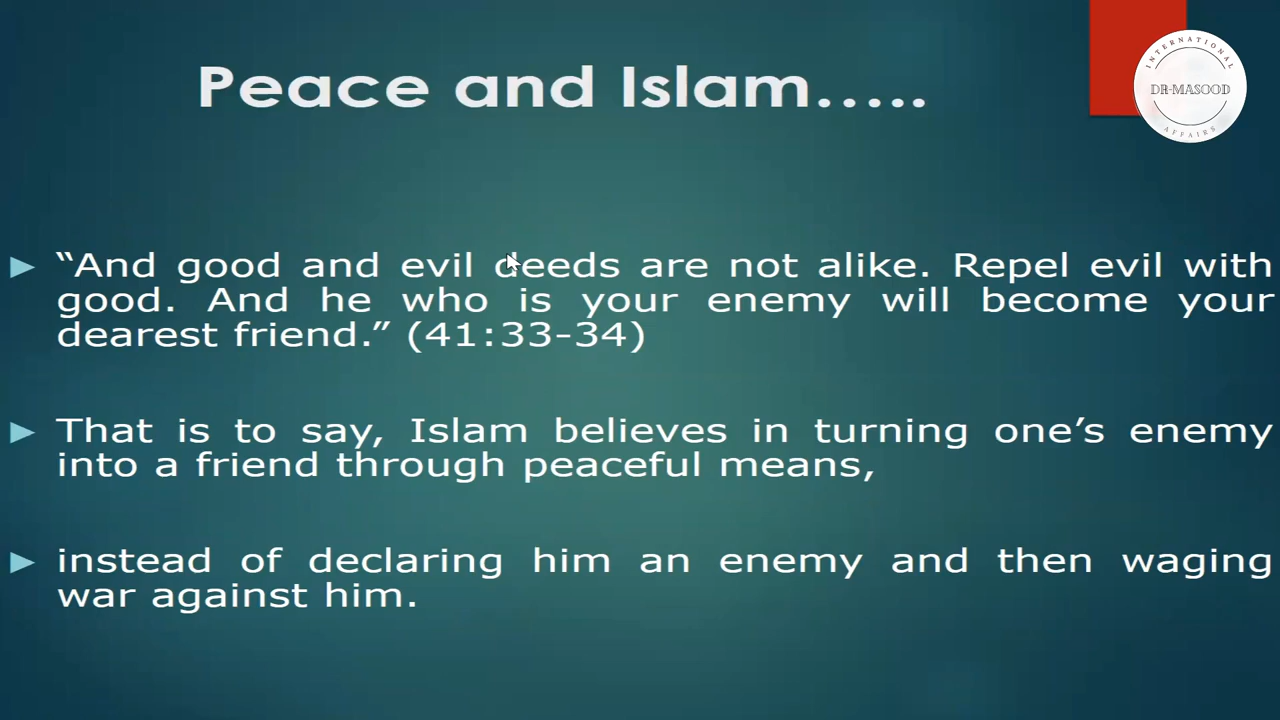 Peace and Islam…..
INTERNATIONAL
DR-MASOOD
AFFAIRS
“And good and evil deeds are not alike. Repel evil with
good. And he who is your enemy will become your
dearest friend.” (41:33-34)
That is to say, Islam believes in turning one’s enemy
into a friend through peaceful means,
instead of declaring him an enemy and then waging
war against him.